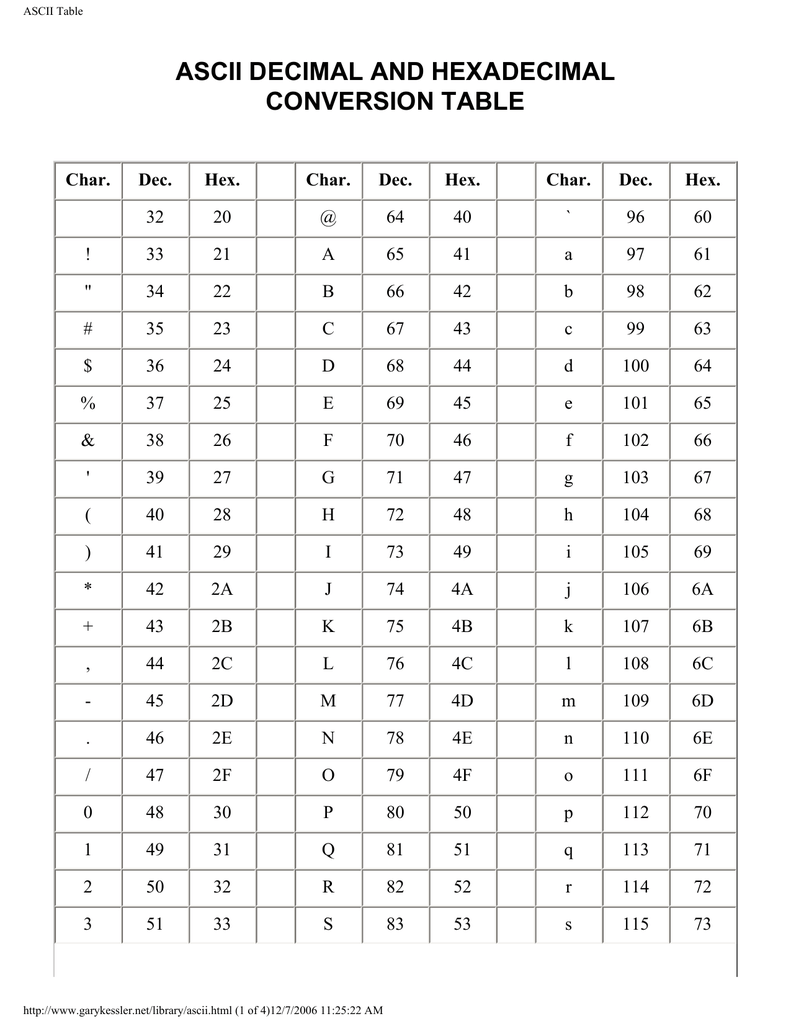 ASCII Table
ASCII DECIMAL AND HEXADECIMAL
CONVERSION TABLE
Char. Dec. Hex. Char. Dec. Hex. Char. Dec. Hex.
32 20 @ 64 40 ` 96 60
! 33 21 A 65 41 a 97 61
" 34 22 B 66 42 b 98 62
# 35 23 C 67 43 c 99 63
$ 36 24 D 68 44 d 100 64
% 37 25 E 69 45 e 101 65
& 38 26 F 70 46 f 102 66
' 39 27 G 71 47 g 103 67
( 40 28 H 72 48 h 104 68
) 41 29 I 73 49 i 105 69
* 42 2A J 74 4A j 106 6A
+ 43 2B K 75 4B k 107 6B
, 44 2C L 76 4C l 108 6C
- 45 2D M 77 4D m 109 6D
. 46 2E N 78 4E n 110 6E
/ 47 2F O 79 4F o 111 6F
0 48 30 P 80 50 p 112 70
1 49 31 Q 81 51 q 113 71
2 50 32 R 82 52 r 114 72
3 51 33 S 83 53 s 115 73
http://www.garykessler.net/library/ascii.html (1 of 4)12/7/2006 11:25:22 AM